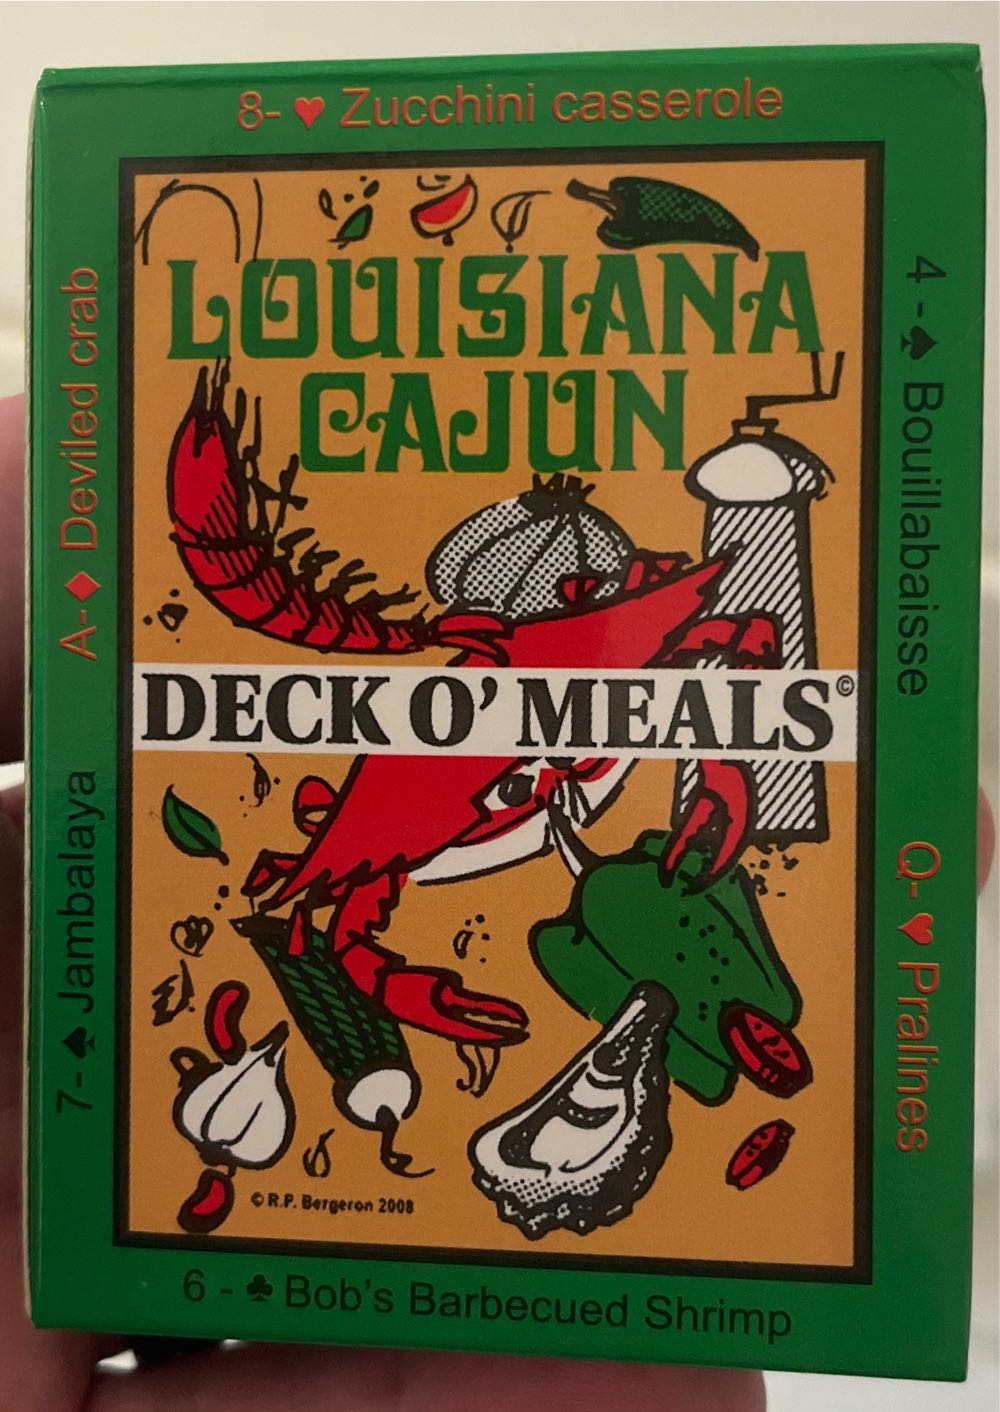 8-♥ Zucchini casserole
A-♦ Deviled crab
7-♠ Jambalaya
LOUISIANA
CAJUN
DECK O' MEALS©
© R.P. Bergeron 2008
4-♠ Bouillabaisse
Q-♥ Pralines
6-♣ Bob's Barbecued Shrimp